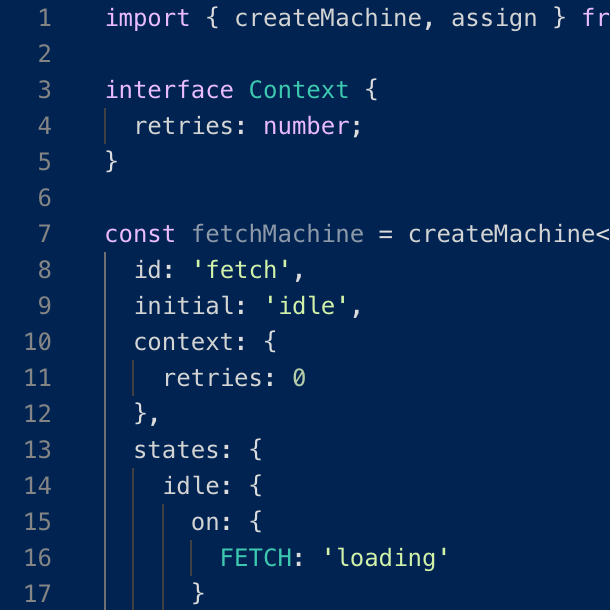 1 import { createMachine, assign } fr
2
3 interface Context {
4 retries: number;
5 }
6
7 const fetchMachine = createMachine<
8 id: 'fetch',
9 initial: 'idle',
10 context: {
11 retries: 0
12 },
13 states: {
14 idle: {
15 on: {
16 FETCH: 'loading'
17 }